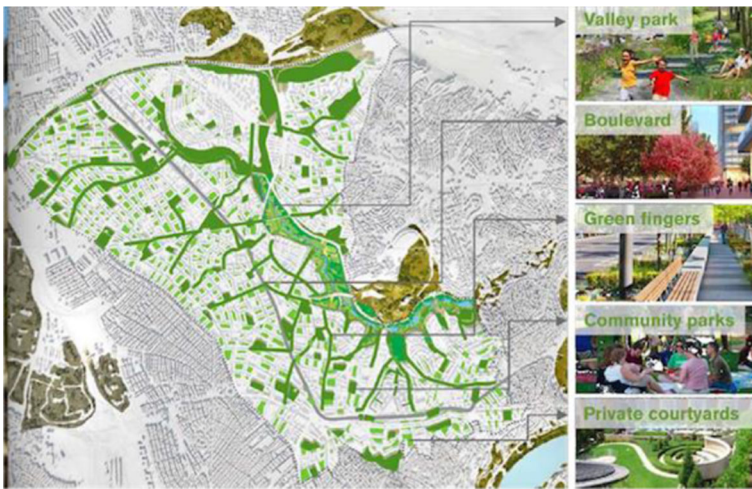 Valley park
Boulevard
Green fingers
Community parks
Private courtyards